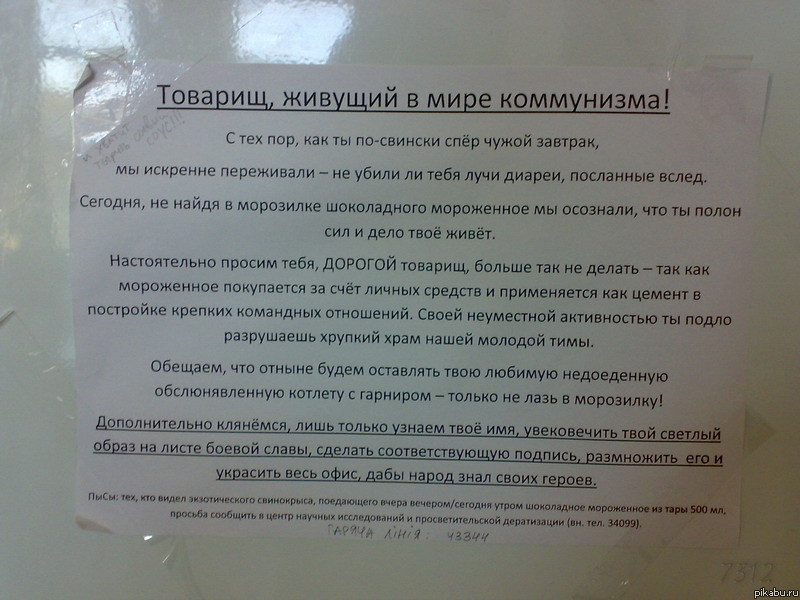 Товарищ, живущий в мире коммунизма!
С тех пор, как ты по-свински спёр чужой завтрак,
мы искренне переживали – не убили ли тебя лучи диареи, посланные вслед.
Сегодня, не найдя в морозилке шоколадного мороженное мы осознали, что ты полон
сил и дело твоё живёт.
Настоятельно просим тебя, ДОРОГОЙ товарищ, больше так не делать – так как
мороженное покупается за счёт личных средств и применяется как цемент в
постройке крепких командных отношений. Своей неуместной активностью ты подло
разрушаешь хрупкий храм нашей молодой тимы.
Обещаем, что отныне будем оставлять твою любимую недоеденную
обслюнявленную котлету с гарниром – только не лазь в морозилку!
Дополнительно клянёмся, лишь только узнаем твоё имя, увековечить твой светлый
образ на листе боевой славы, сделать соответствующую подпись, размножить его и
украсить весь офис, дабы народ знал своих героев.
ПыСы: тех, кто видел экзотического свинокрыса, поедающего вчера вечером/сегодня утром шоколадное мороженное из тары 500 мл,
просьба сообщить в центр научных исследований и просветительской дератизации (вн. тел. 34099).
ГАРЯЧА ЛІНІЯ: 43344
7312
pikabu.ru